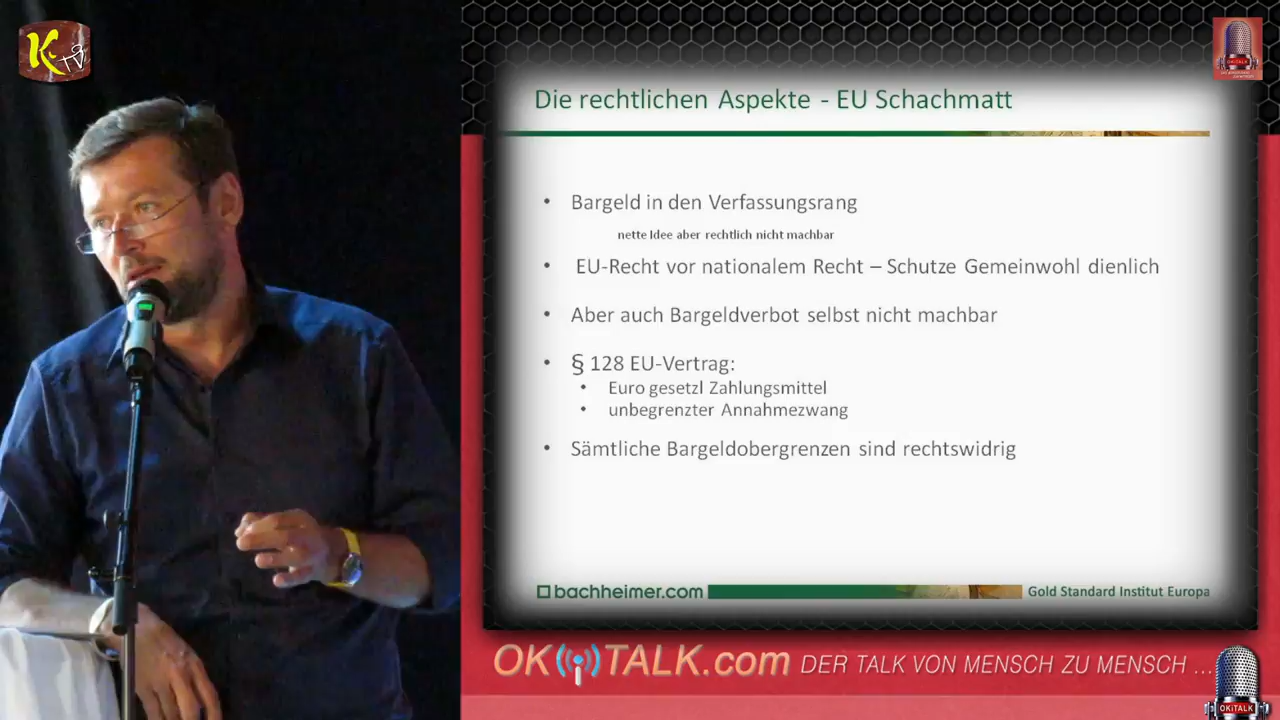 K-TV
OKiTALK
Die rechtlichen Aspekte - EU Schachmatt
• Bargeld in den Verfassungsrang
nette Idee aber rechtlich nicht machbar
• EU-Recht vor nationalem Recht – Schutze Gemeinwohl dienlich
• Aber auch Bargeldverbot selbst nicht machbar
• § 128 EU-Vertrag:
• Euro gesetzl Zahlungsmittel
• unbegrenzter Annahmezwang
• Sämtliche Bargeldobergrenzen sind rechtswidrig
bachheimer.com
Gold Standard Institut Europa
OKiTALK.com DER TALK VON MENSCH ZU MENSCH ...
OKiTALK